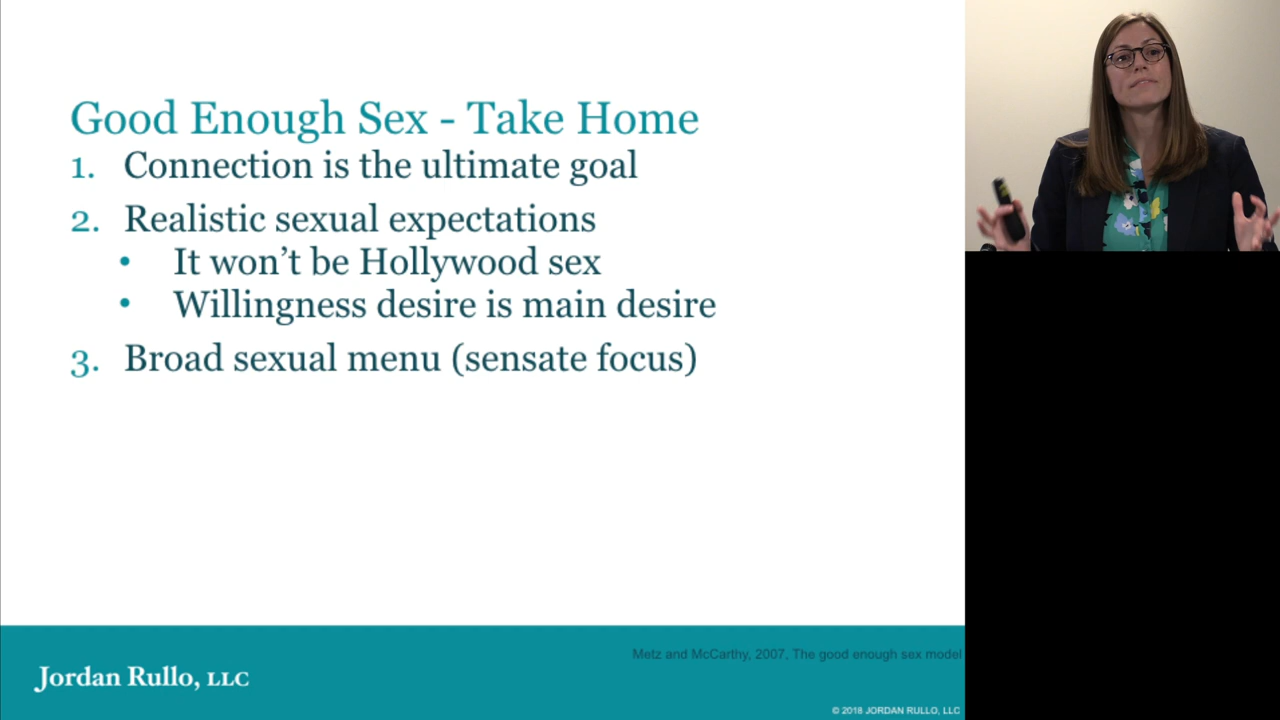 Good Enough Sex - Take Home
1. Connection is the ultimate goal
2. Realistic sexual expectations
• It won’t be Hollywood sex
• Willingness desire is main desire
3. Broad sexual menu (sensate focus)
Metz and McCarthy, 2007, The good enough sex model
Jordan Rullo, LLC
© 2018 JORDAN RULLO, LLC